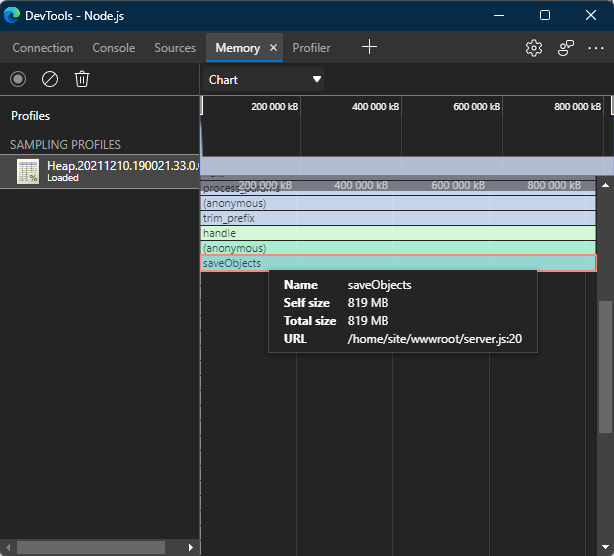 DevTools - Node.js
Connection Console Sources Memory × Profiler
Chart
Profiles
SAMPLING PROFILES
Heap.20211210.190021.33.0.
Loaded
200 000 kB 400 000 kB 600 000 kB 800 000 kB
200 000 kB 400 000 kB 600 000 kB 800 000 kB
process_params
(anonymous)
trim_prefix
handle
(anonymous)
saveObjects
Name saveObjects
Self size 819 MB
Total size 819 MB
URL /home/site/wwwroot/server.js:20